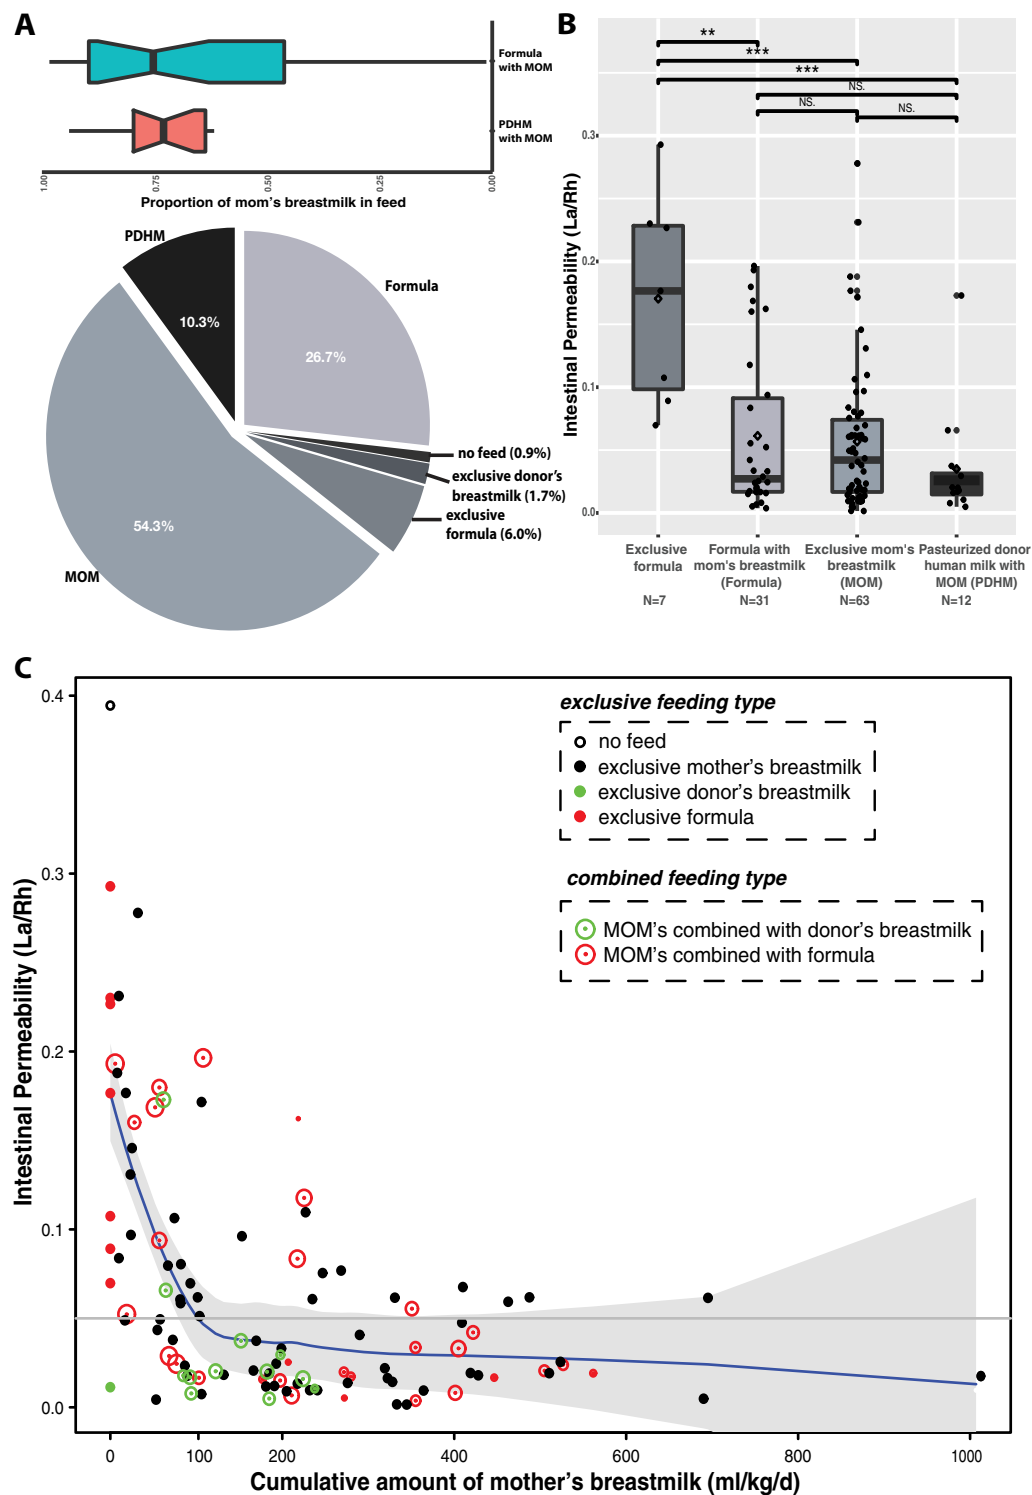 A
Formula
with MOM
PDHM
with MOM
1.00
0.75
0.50
0.25
0.00
Proportion of mom's breastmilk in feed
PDHM
Formula
10.3%
26.7%
no feed (0.9%)
exclusive donor's
breastmilk (1.7%)
exclusive
formula (6.0%)
54.3%
MOM
B
**
***
***
NS.
NS.
NS.
Intestinal Permeability (La/Rh)
0.3
0.2
0.1
0.0
Exclusive
formula
N=7
Formula with
mom's breastmilk
(Formula)
N=31
Exclusive mom's
breastmilk
(MOM)
N=63
Pasteurized donor
human milk with
MOM (PDHM)
N=12
C
Intestinal Permeability (La/Rh)
0.4
0.3
0.2
0.1
0.0
exclusive feeding type
no feed
exclusive mother's breastmilk
exclusive donor's breastmilk
exclusive formula
combined feeding type
MOM's combined with donor's breastmilk
MOM's combined with formula
0
100
200
400
600
800
1000
Cumulative amount of mother's breastmilk (ml/kg/d)